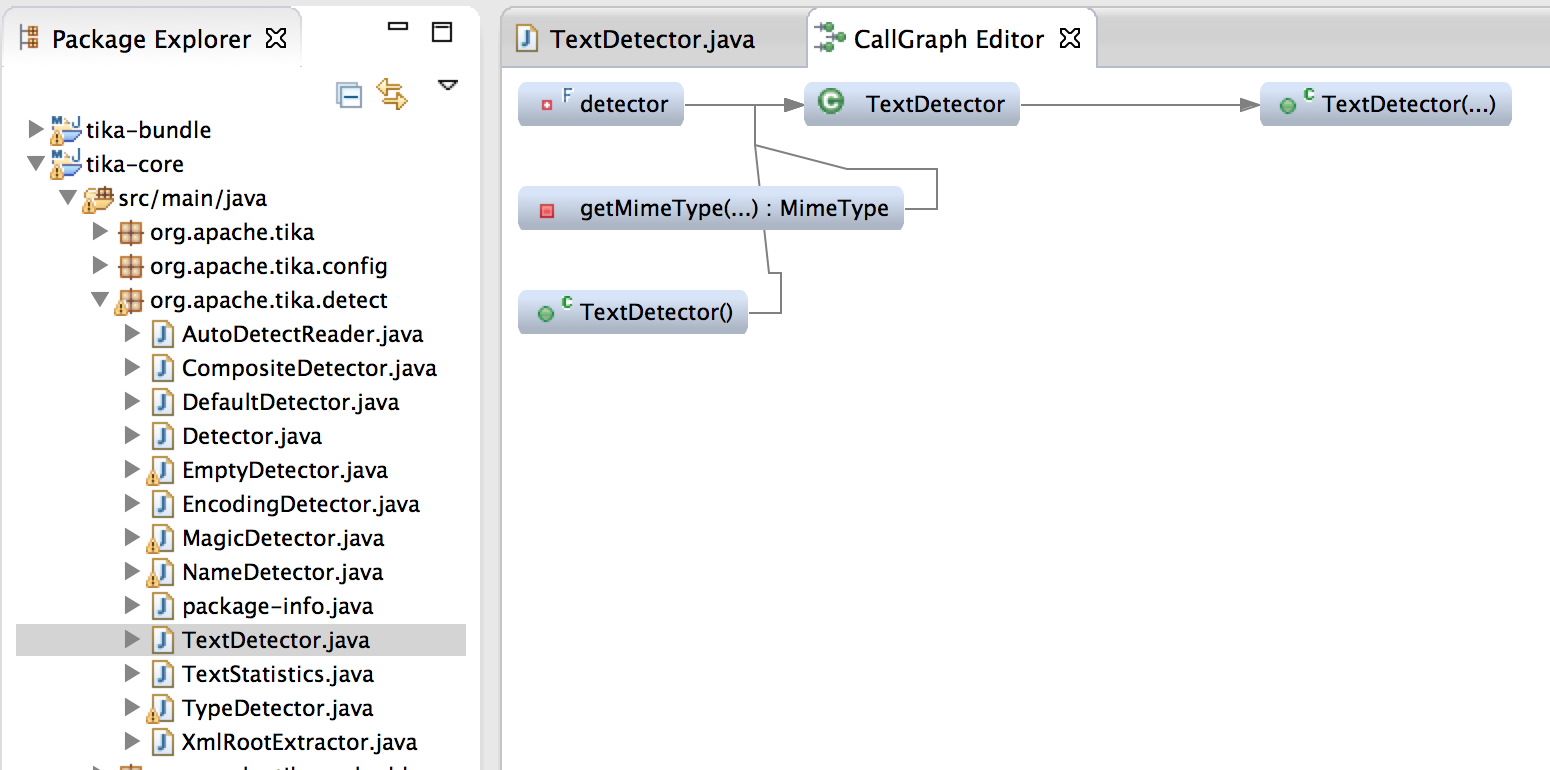 Package Explorer
tika-bundle
tika-core
src/main/java
org.apache.tika
org.apache.tika.config
org.apache.tika.detect
AutoDetectReader.java
CompositeDetector.java
DefaultDetector.java
Detector.java
EmptyDetector.java
EncodingDetector.java
MagicDetector.java
NameDetector.java
package-info.java
TextDetector.java
TextStatistics.java
TypeDetector.java
XmlRootExtractor.java
TextDetector.java
CallGraph Editor
F detector
C TextDetector
C TextDetector(...)
getMimeType(...) : MimeType
C TextDetector()